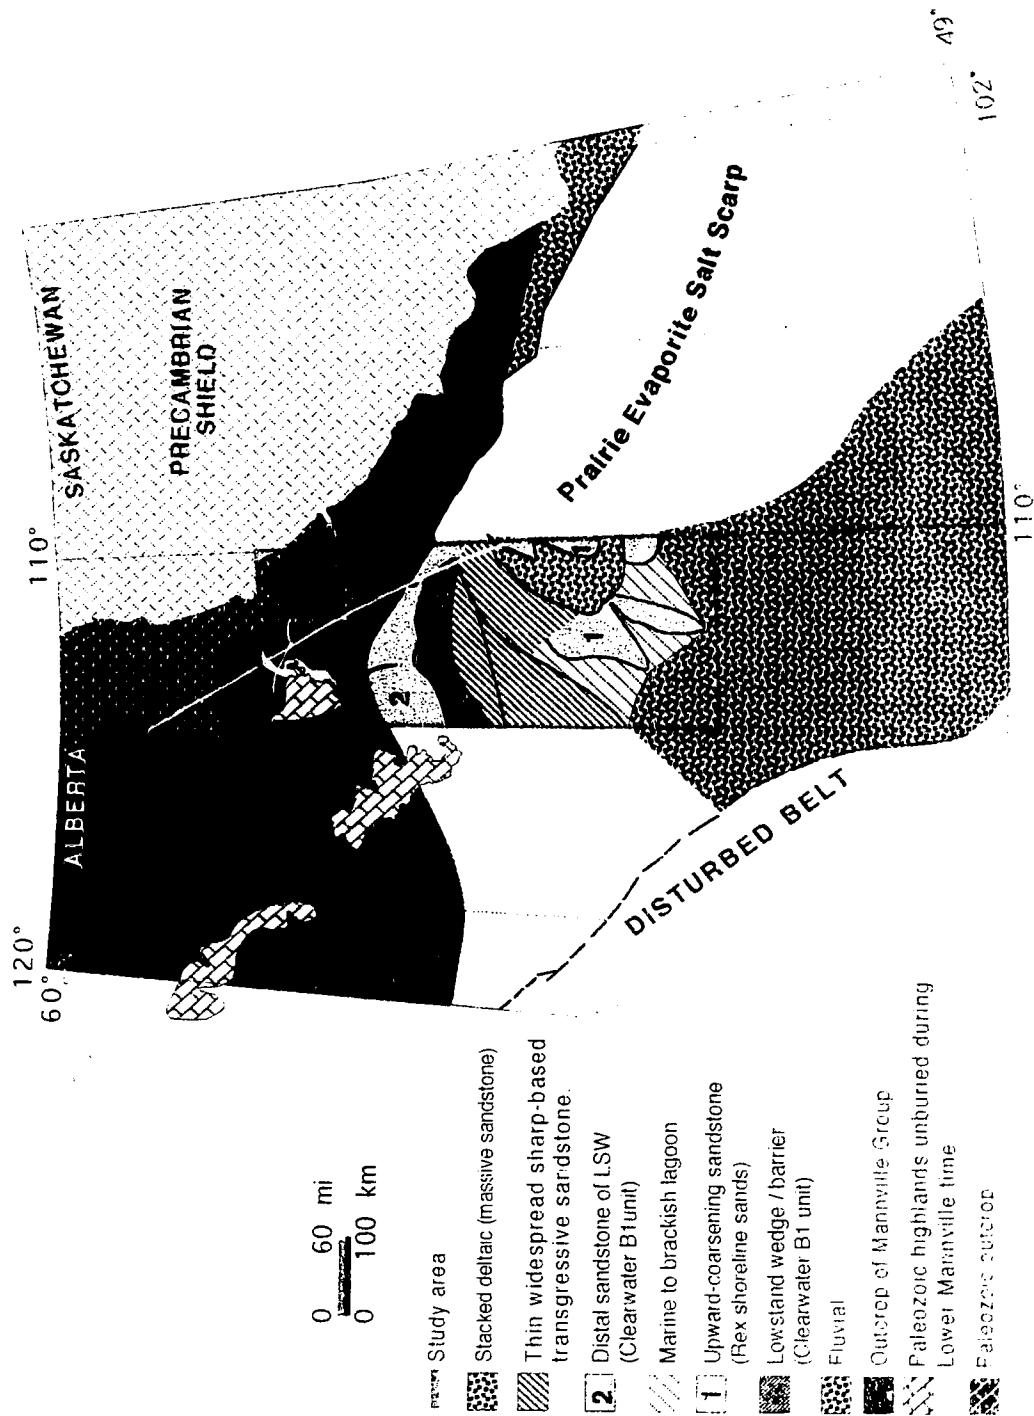 120°
60°
110°
ALBERTA
SASKATCHEWAN
PRECAMBRIAN
SHIELD
Prairie Evaporite Salt Scarp
DISTURBED BELT
2
1
1
110°
102°
49°
0 60 mi
0 100 km
Study area
Stacked deltaic (massive sandstone)
Thin widespread sharp-based
transgressive sandstone.
2 Distal sandstone of LSW
(Clearwater B1unit)
Marine to brackish lagoon
1 Upward-coarsening sandstone
(Rex shoreline sands)
Lowstand wedge / barrier
(Clearwater B1 unit)
Fluvial
Outcrop of Mannville Group
Paleozoic highlands unburied during
Lower Mannville time
Paleozoic outcrop